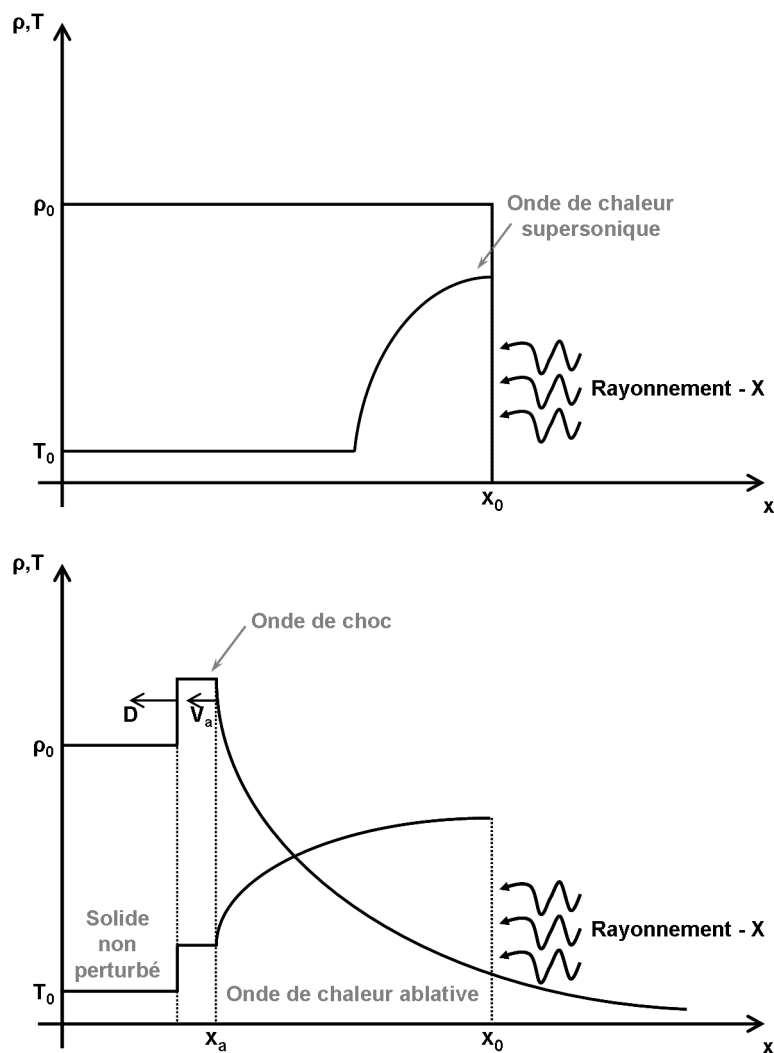 ρ,T
ρ₀
Onde de chaleur
supersonique
Rayonnement - X
T₀
x₀
x
ρ,T
Onde de choc
D
Vₐ
ρ₀
Solide
non
perturbé
Rayonnement - X
T₀
Onde de chaleur ablative
xₐ
x₀
x